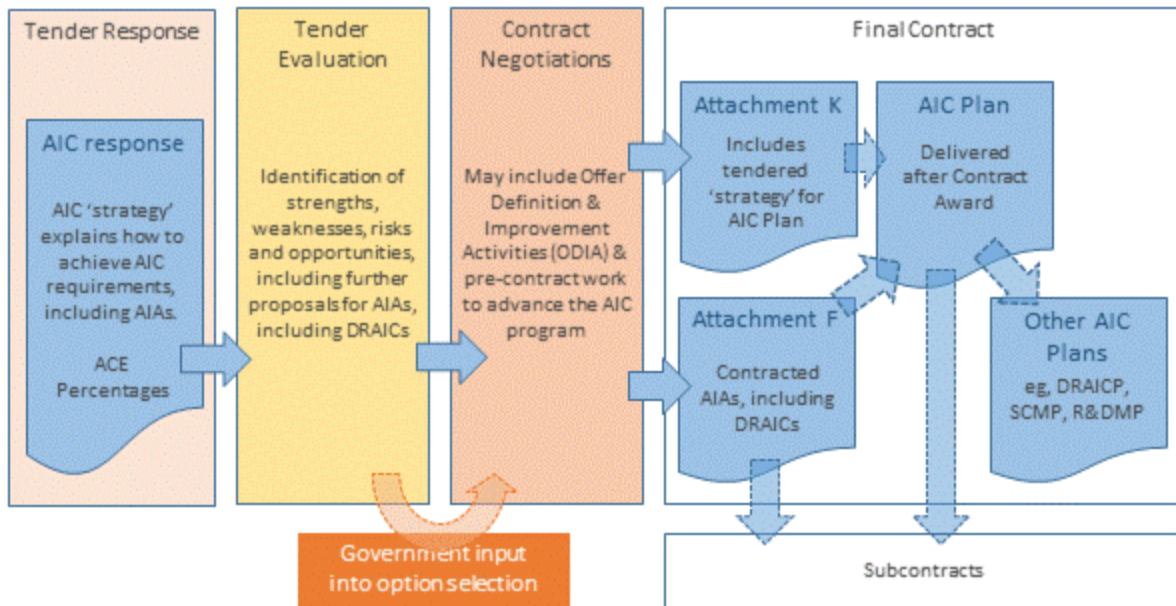 Tender Response
AIC response
AIC ‘strategy’
explains how to
achieve AIC
requirements,
including AIAs.
ACE
Percentages
Tender
Evaluation
Identification of
strengths,
weaknesses, risks
and opportunities,
including further
proposals for AIAs,
including DRAICs
Contract
Negotiations
May include Offer
Definition &
Improvement
Activities (ODIA) &
pre-contract work
to advance the AIC
program
Government input
into option selection
Final Contract
Attachment K
Includes
tendered
‘strategy’ for
AIC Plan
AIC Plan
Delivered
after Contract
Award
Attachment F
Contracted
AIAs, including
DRAICs
Other AIC
Plans
eg, DRAICP,
SCMP, R&DMP
Subcontracts